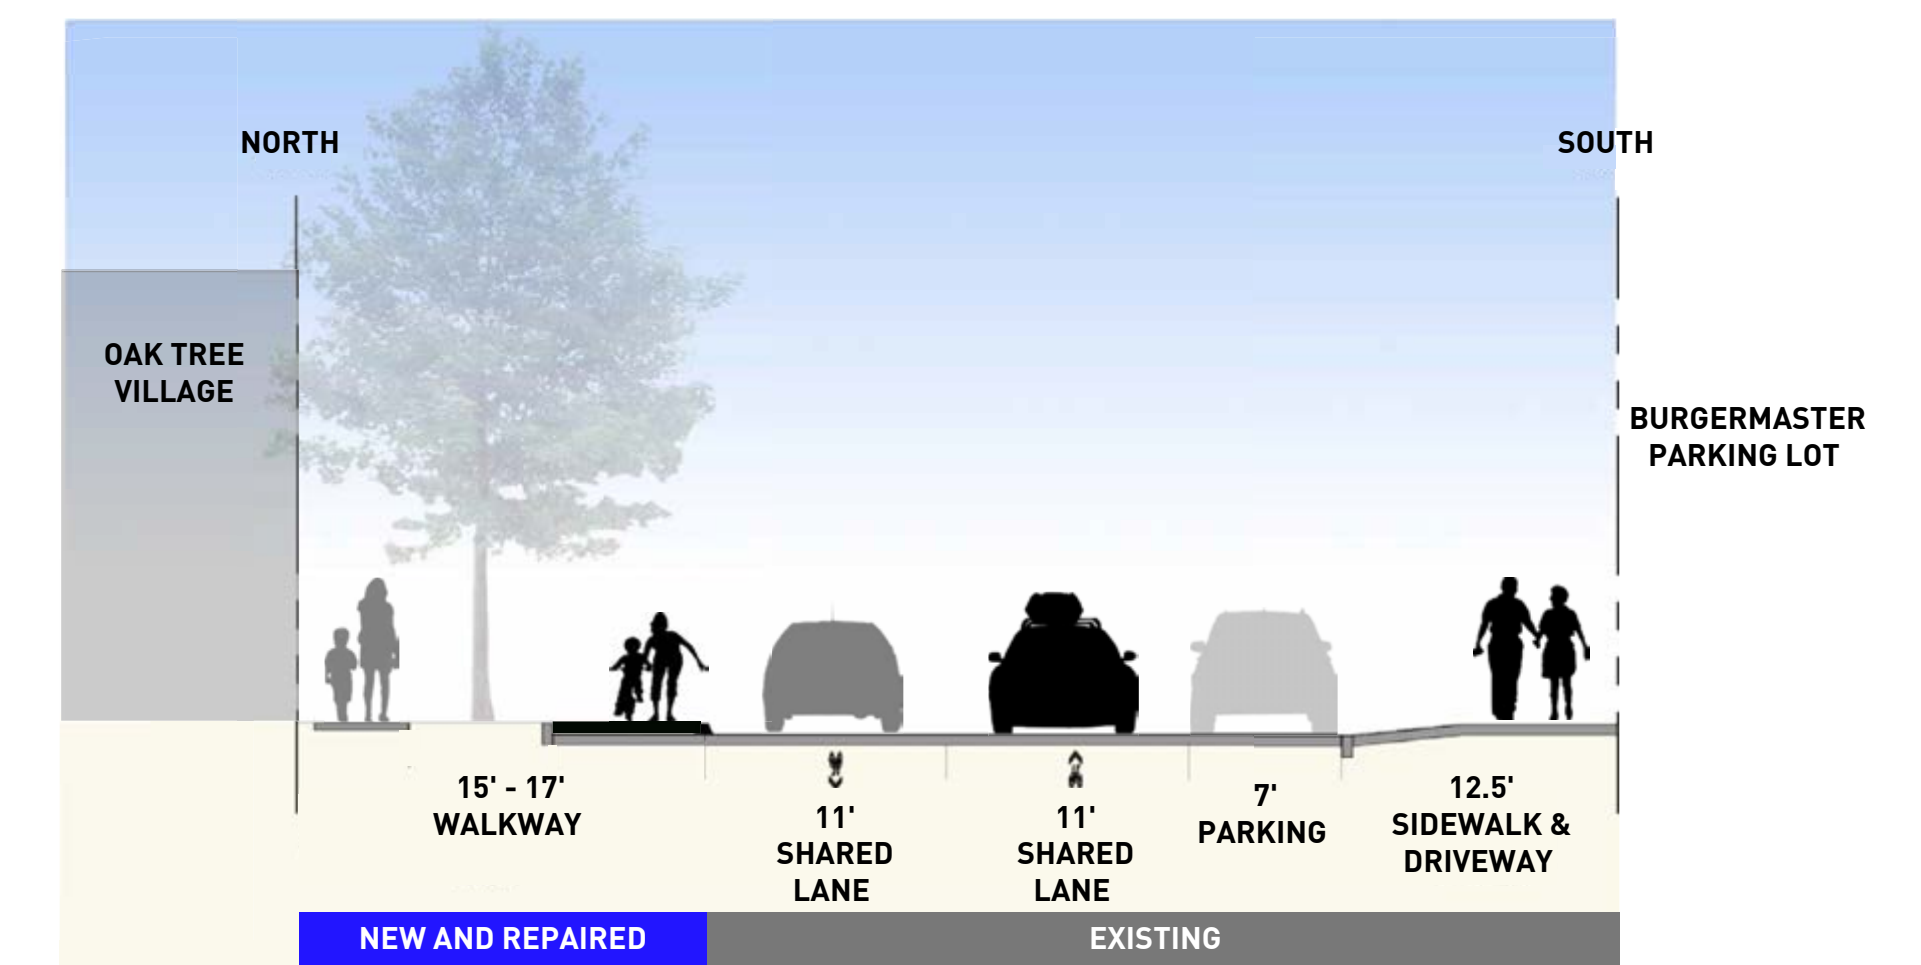 NORTH
SOUTH
OAK TREE
VILLAGE
BURGERMASTER
PARKING LOT
15' - 17'
WALKWAY
11'
SHARED
LANE
11'
SHARED
LANE
7'
PARKING
12.5'
SIDEWALK &
DRIVEWAY
NEW AND REPAIRED
EXISTING